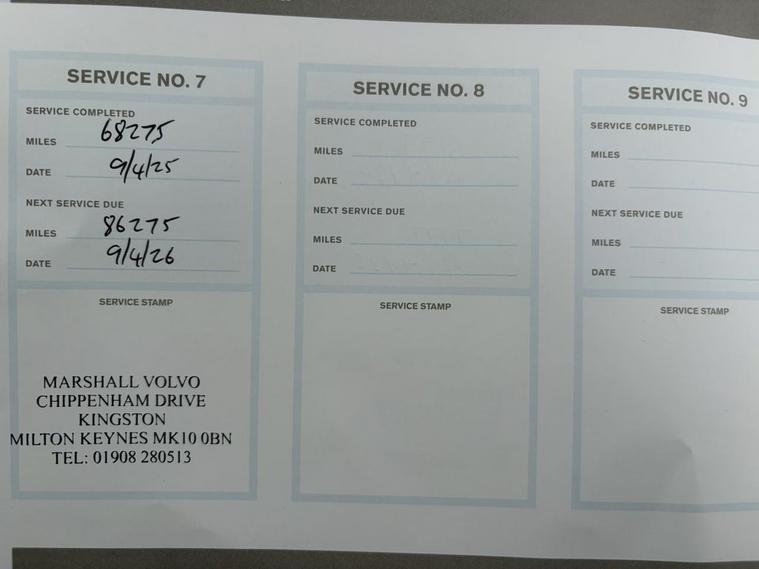 SERVICE NO. 7
SERVICE COMPLETED
MILES 68275
DATE 9/4/25
NEXT SERVICE DUE
MILES 86275
DATE 9/4/26
SERVICE STAMP
MARSHALL VOLVO
CHIPPENHAM DRIVE
KINGSTON
MILTON KEYNES MK10 0BN
TEL: 01908 280513
SERVICE NO. 8
SERVICE COMPLETED
MILES
DATE
NEXT SERVICE DUE
MILES
DATE
SERVICE STAMP
SERVICE NO. 9
SERVICE COMPLETED
MILES
DATE
NEXT SERVICE DUE
MILES
DATE
SERVICE STAMP